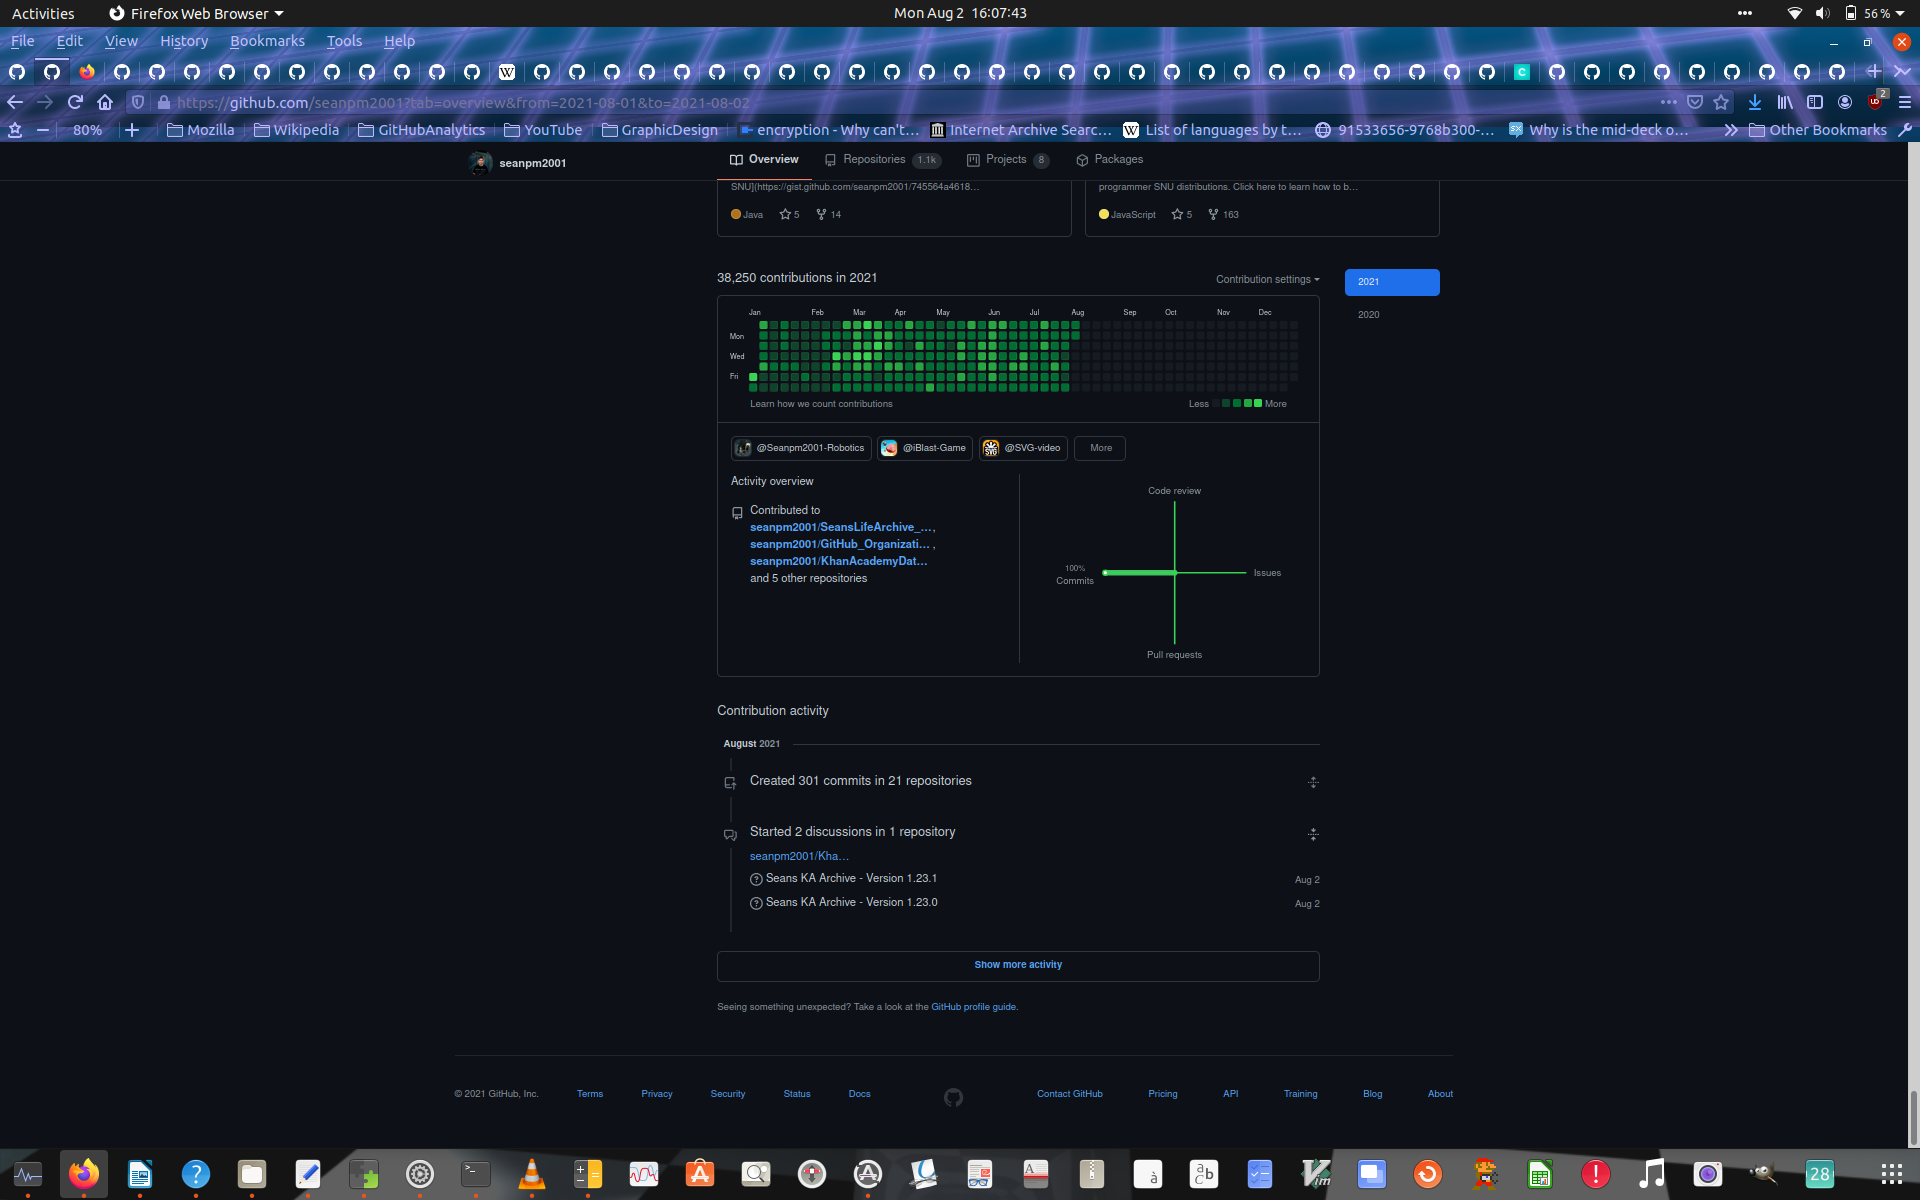 Activities
Firefox Web Browser
Mon Aug 2 16:07:43
56 %
File Edit View History Bookmarks Tools Help
https://github.com/seanpm2001?tab=overview&from=2021-08-01&to=2021-08-02
2
80%
Mozilla
Wikipedia
GitHubAnalytics
YouTube
GraphicDesign
encryption - Why can't…
Internet Archive Searc…
List of languages by t…
91533656-9768b300-…
Why is the mid-deck o…
Other Bookmarks
seanpm2001
Overview
Repositories 1.1k
Projects 8
Packages
SNU](https://gist.github.com/seanpm2001/745564a4618…
programmer SNU distributions. Click here to learn how to b…
Java 5 14
JavaScript 5 163
38,250 contributions in 2021
Contribution settings
2021
2020
Jan Feb Mar Apr May Jun Jul Aug Sep Oct Nov Dec
Mon
Wed
Fri
Learn how we count contributions
Less More
@Seanpm2001-Robotics
@iBlast-Game
@SVG-video
More
Activity overview
Contributed to
seanpm2001/SeansLifeArchive_… ,
seanpm2001/GitHub_Organizati… ,
seanpm2001/KhanAcademyDat…
and 5 other repositories
Code review
100%
Commits
Issues
Pull requests
Contribution activity
August 2021
Created 301 commits in 21 repositories
Started 2 discussions in 1 repository
seanpm2001/Kha…
Seans KA Archive - Version 1.23.1
Aug 2
Seans KA Archive - Version 1.23.0
Aug 2
Show more activity
Seeing something unexpected? Take a look at the GitHub profile guide.
© 2021 GitHub, Inc.
Terms
Privacy
Security
Status
Docs
Contact GitHub
Pricing
API
Training
Blog
About
28